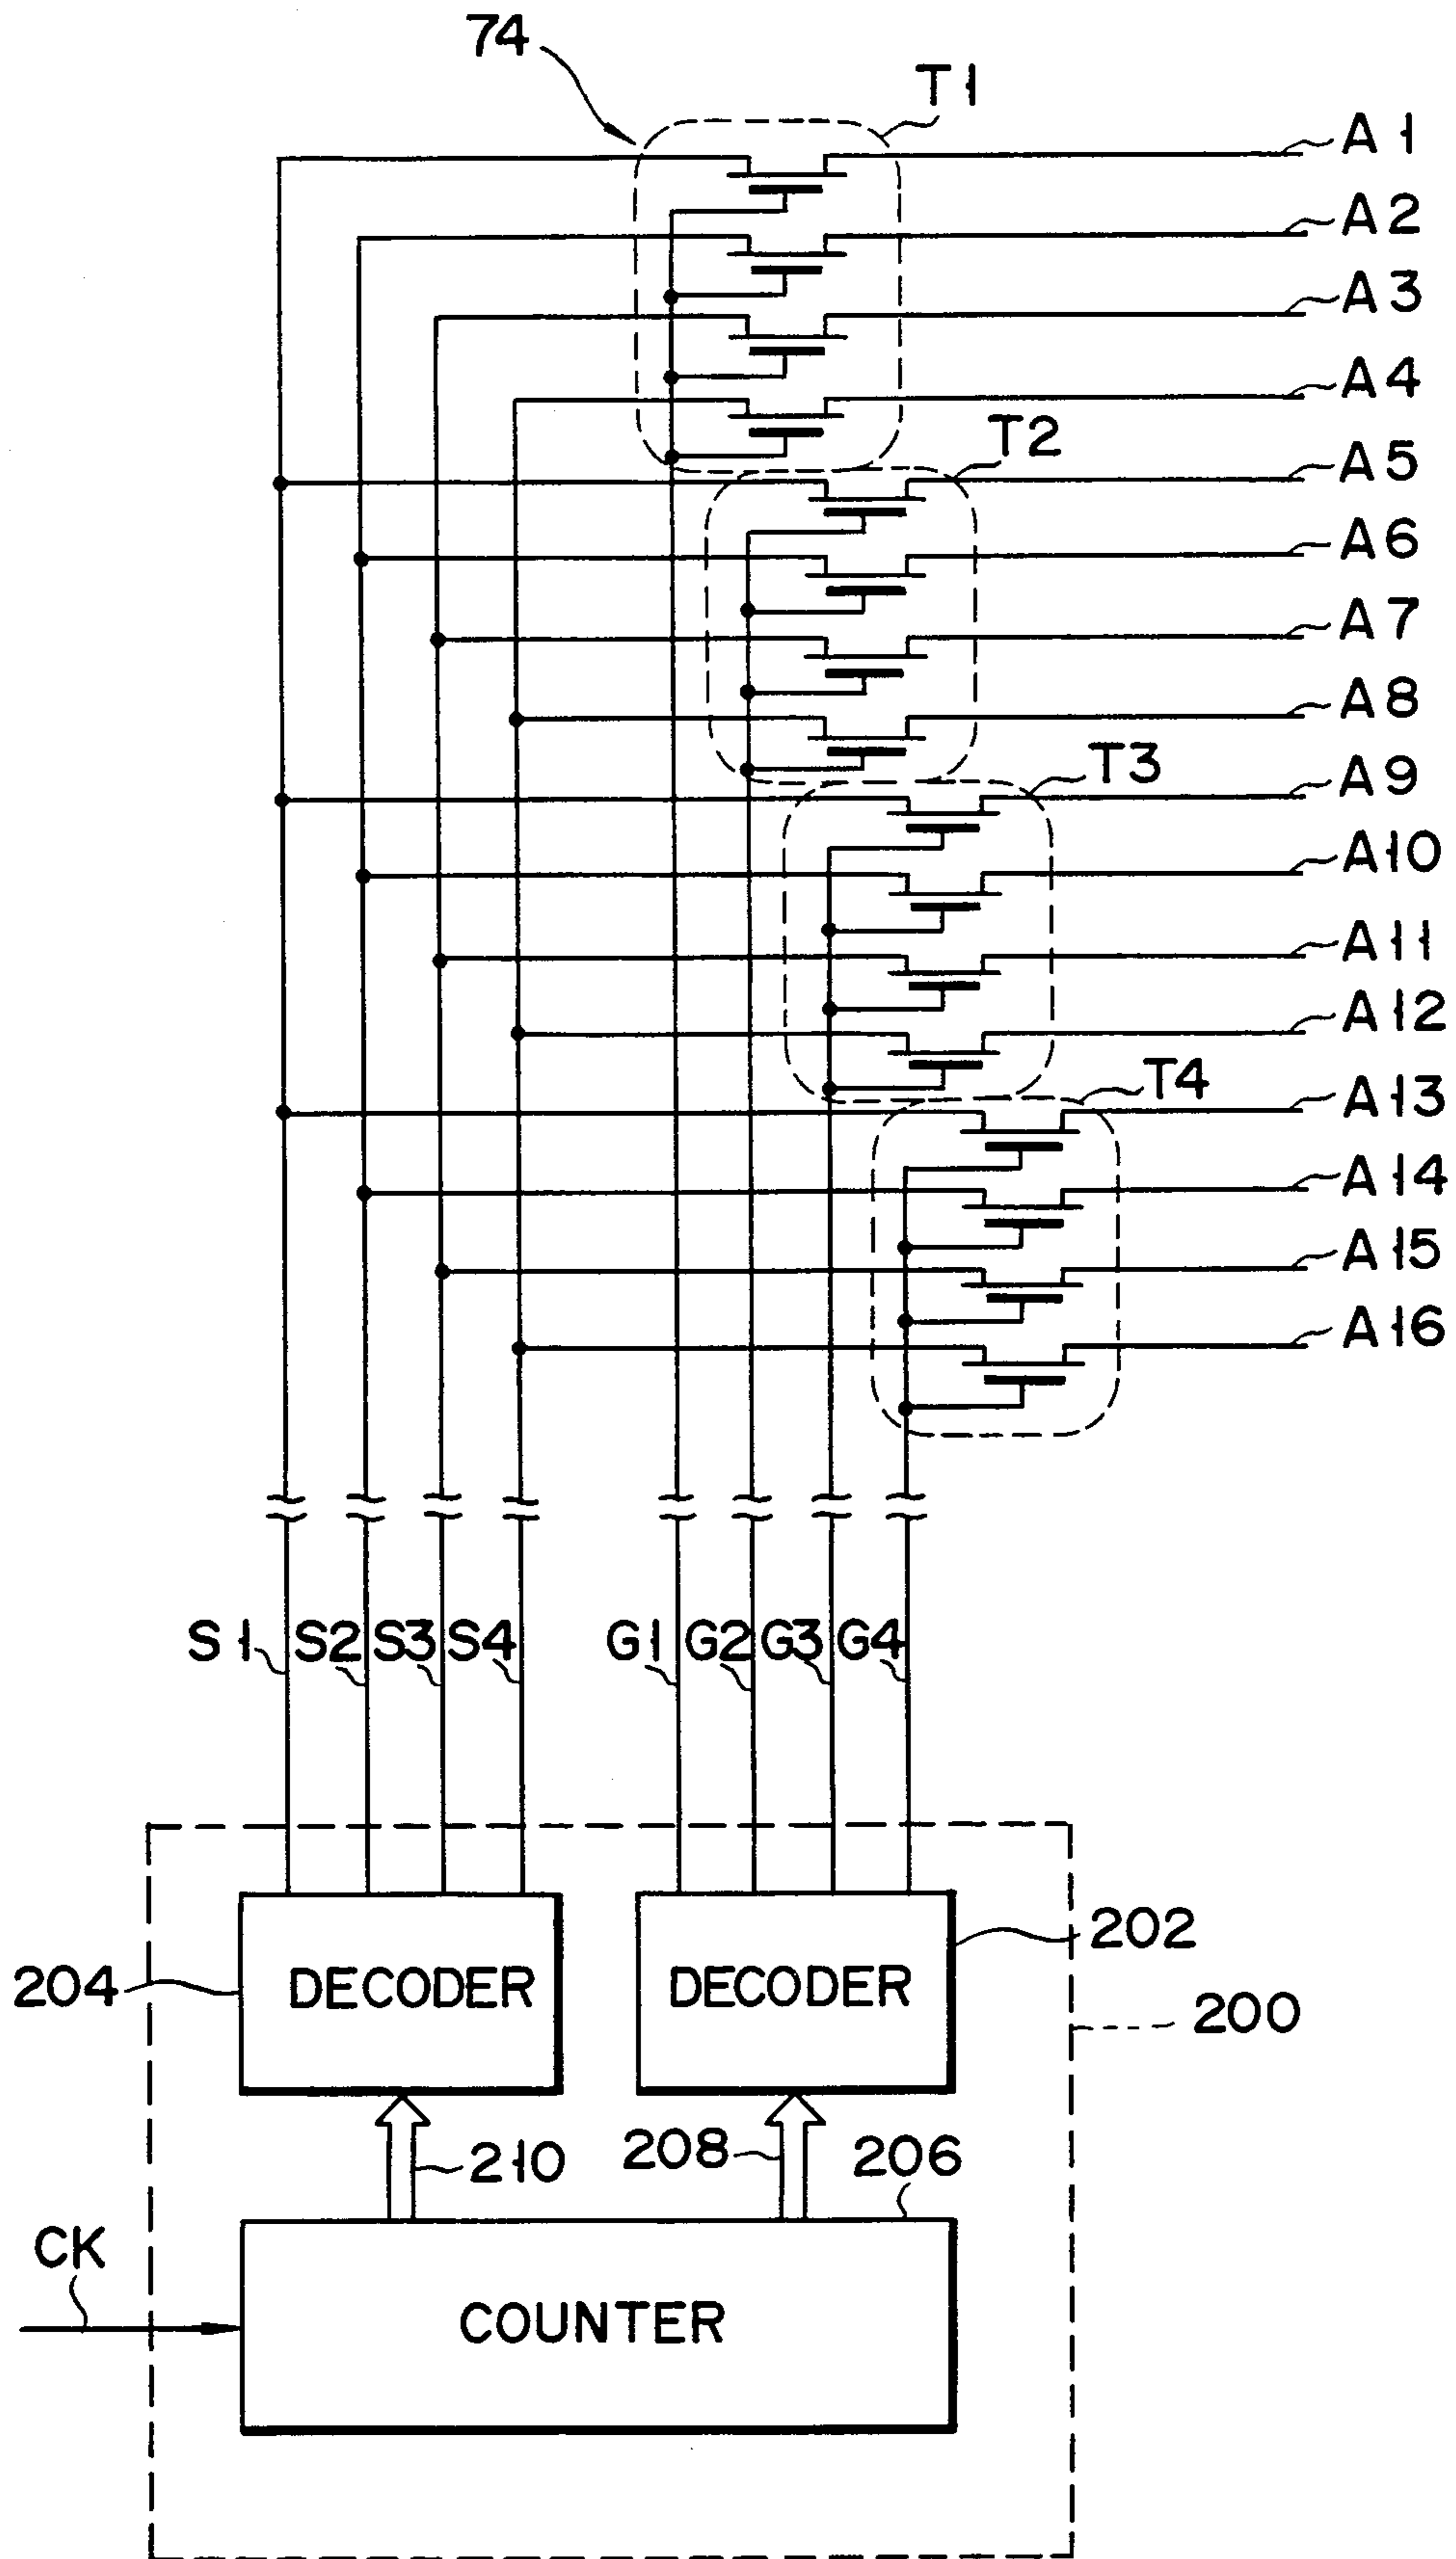 74
T1
A1
A2
A3
A4
T2
A5
A6
A7
A8
T3
A9
A10
A11
A12
T4
A13
A14
A15
A16
S1 S2 S3 S4 G1 G2 G3 G4
202
204 DECODER DECODER
200
210 208 206
CK
COUNTER